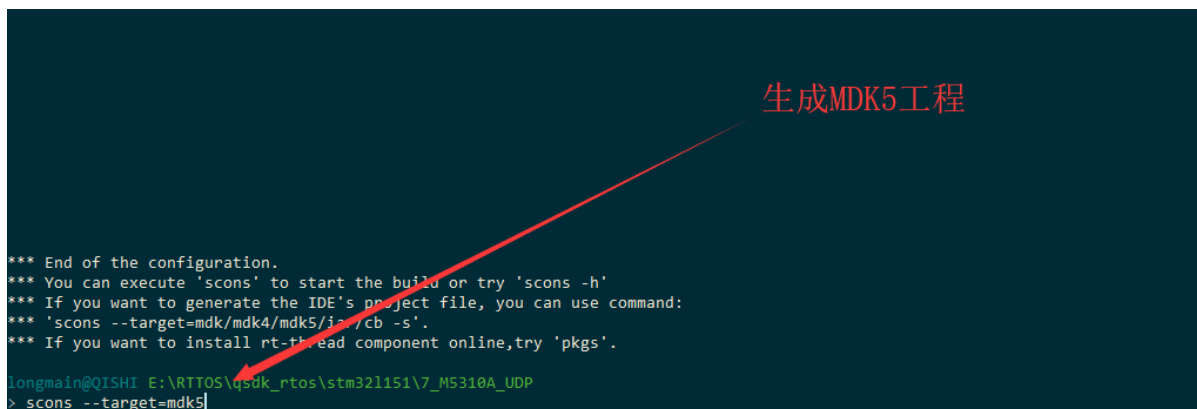 生成MDK5工程
*** End of the configuration.
*** You can execute 'scons' to start the build or try 'scons -h'
*** If you want to generate the IDE's project file, you can use command:
*** 'scons --target=mdk/mdk4/mdk5/iar/cb -s'.
*** If you want to install rt-thread component online,try 'pkgs'.
longmain@QISHI E:\RTTOS\qsdk_rtos\stm32l151\7_M5310A_UDP
> scons --target=mdk5